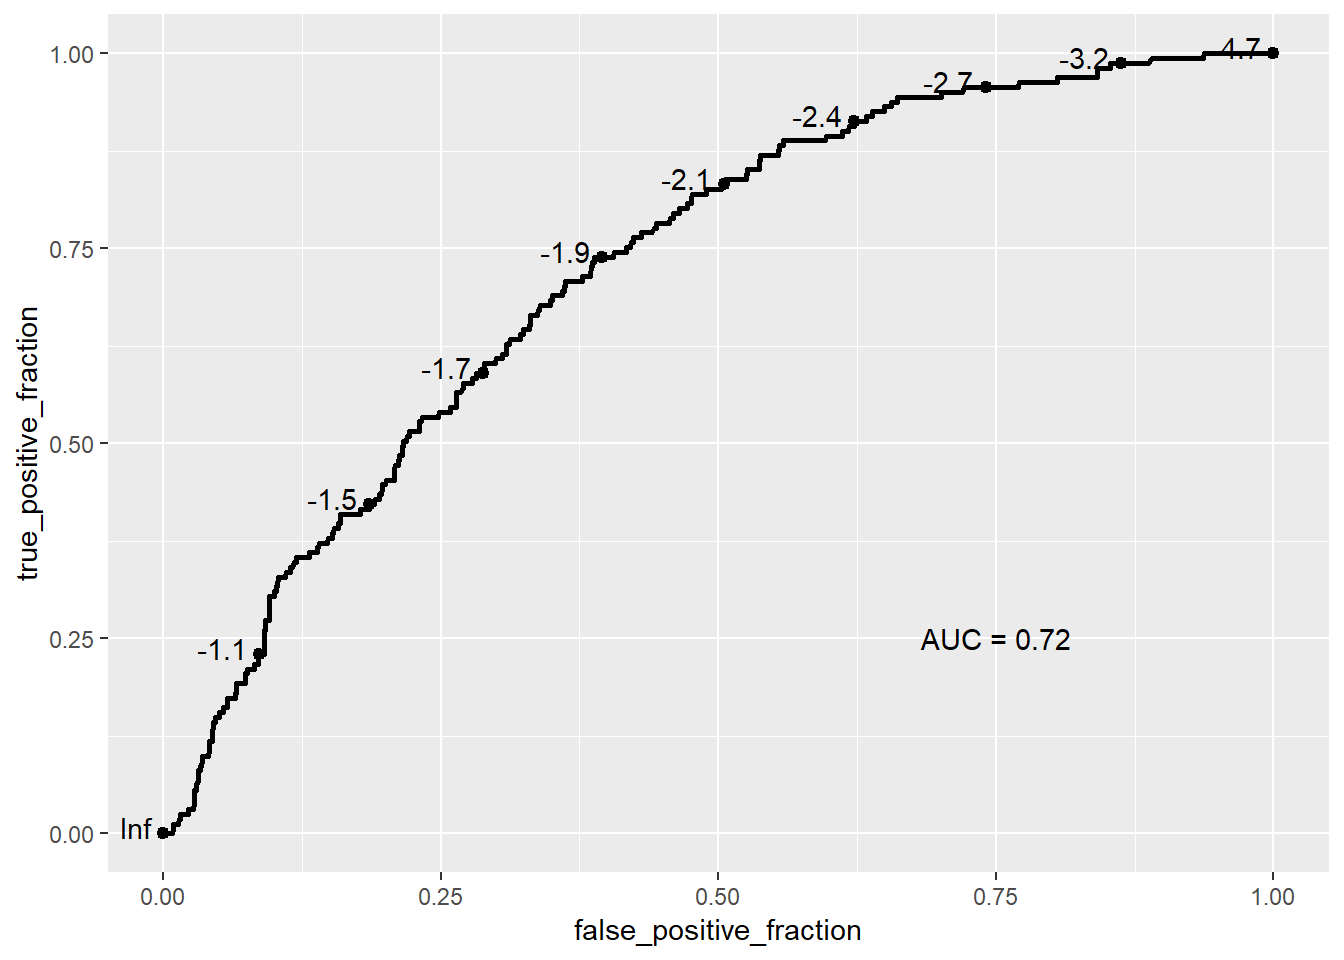 1.00
0.75
0.50
0.25
0.00
true_positive_fraction
-4.7
-3.2
-2.7
-2.4
-2.1
-1.9
-1.7
-1.5
-1.1
Inf
AUC = 0.72
0.00 0.25 0.50 0.75 1.00
false_positive_fraction